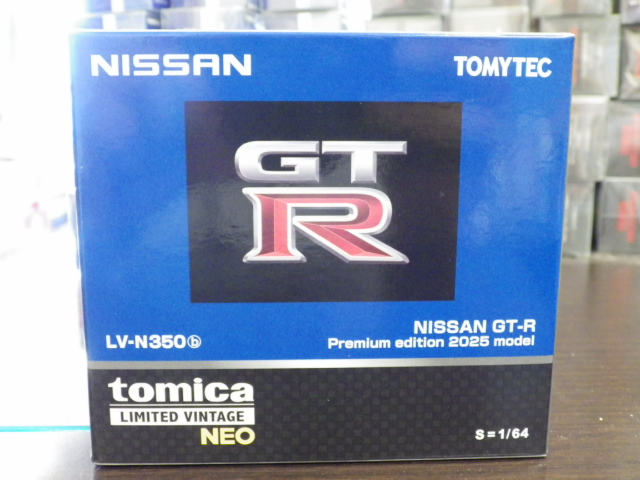 NISSAN TOMYTEC
GT
R
LV-N350ⓑ
NISSAN GT-R
Premium edition 2025 model
tomica
LIMITED VINTAGE
NEO
S=1/64